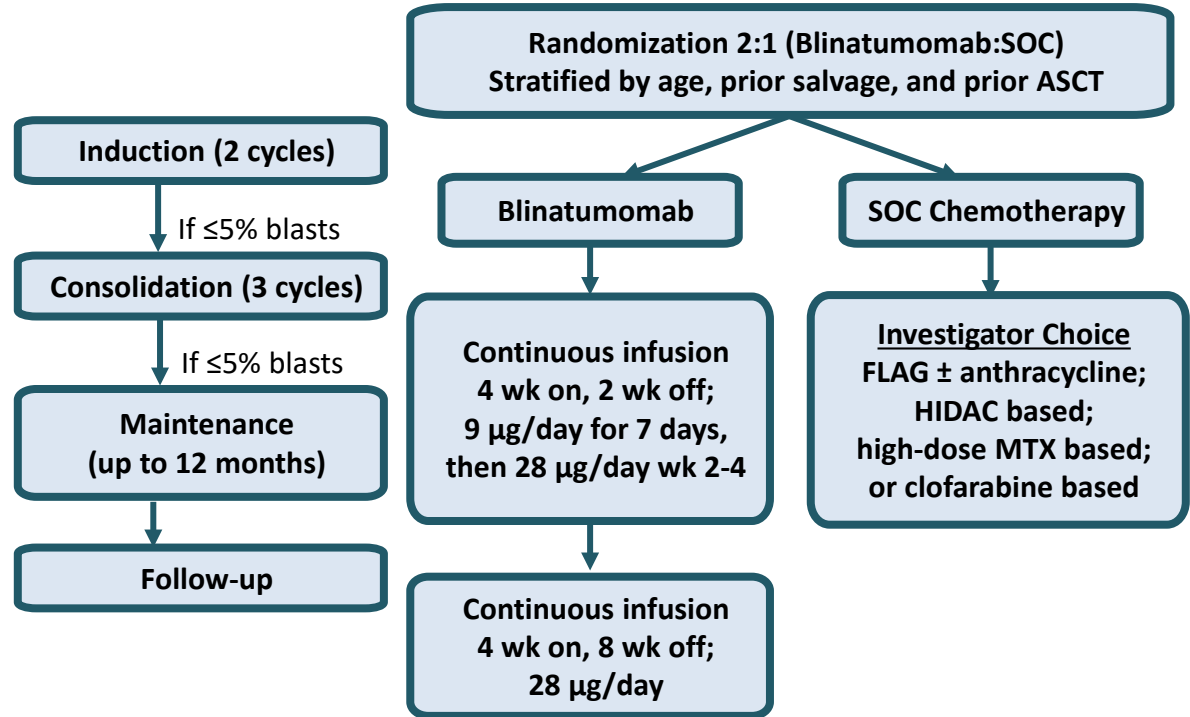 Randomization 2:1 (Blinatumomab:SOC)
Stratified by age, prior salvage, and prior ASCT
Induction (2 cycles)
If ≤5% blasts
Consolidation (3 cycles)
If ≤5% blasts
Maintenance
(up to 12 months)
Follow-up
Blinatumomab
Continuous infusion
4 wk on, 2 wk off;
9 µg/day for 7 days,
then 28 µg/day wk 2-4
Continuous infusion
4 wk on, 8 wk off;
28 µg/day
SOC Chemotherapy
Investigator Choice
FLAG ± anthracycline;
HIDAC based;
high-dose MTX based;
or clofarabine based